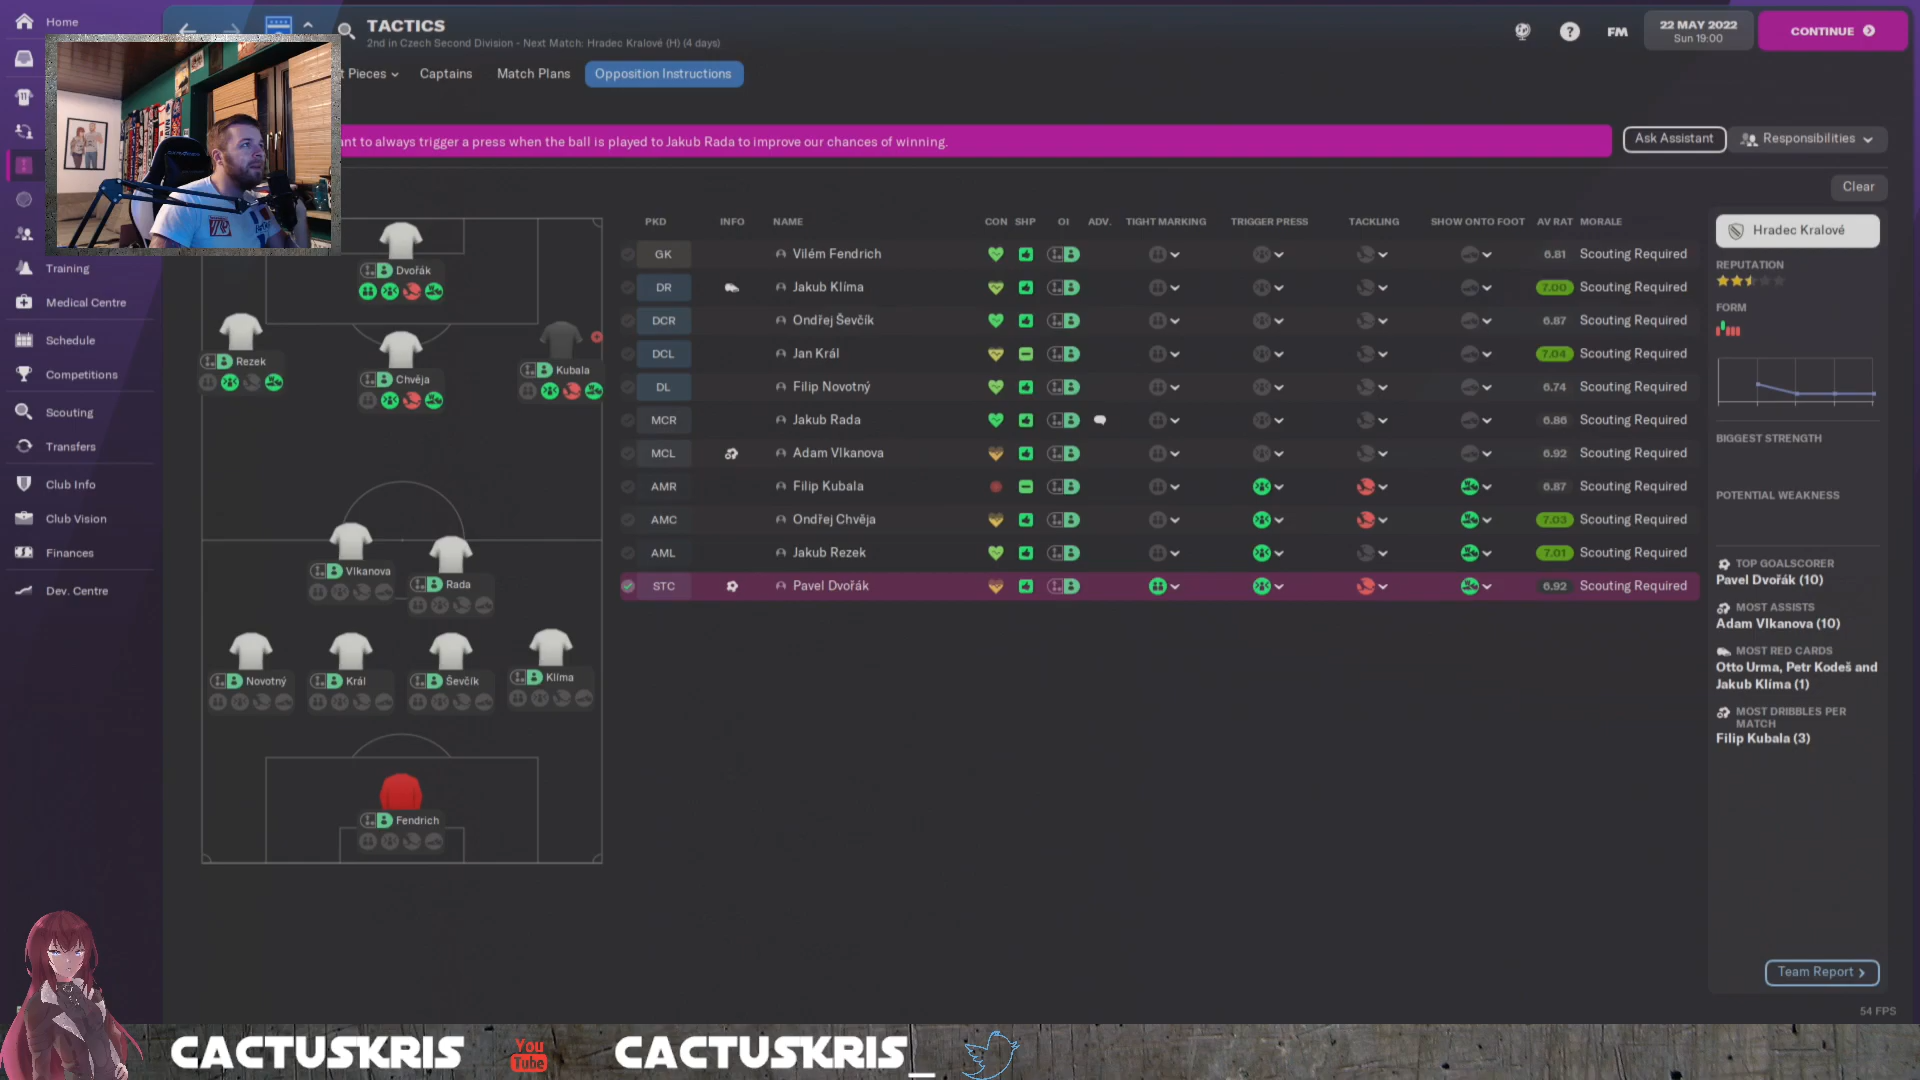 Home
TACTICS
2nd in Czech Second Division - Next Match: Hradec Kralové (H) (4 days)
FM
22 MAY 2022
Sun 19:00
CONTINUE
t Pieces
Captains
Match Plans
Opposition Instructions
ant to always trigger a press when the ball is played to Jakub Rada to improve our chances of winning.
Ask Assistant
Responsibilities
Clear
Training
Medical Centre
Schedule
Competitions
Scouting
Transfers
Club Info
Club Vision
Finances
Dev. Centre
Dvořák
Rezek
Chvěja
Kubala
Vlkanova
Rada
Novotný
Král
Ševčík
Klíma
Fendrich
PKD INFO NAME CON SHP OI ADV. TIGHT MARKING TRIGGER PRESS TACKLING SHOW ONTO FOOT AV RAT MORALE
GK Vilém Fendrich 6.81 Scouting Required
DR Jakub Klíma 7.00 Scouting Required
DCR Ondřej Ševčík 6.87 Scouting Required
DCL Jan Král 7.04 Scouting Required
DL Filip Novotný 6.74 Scouting Required
MCR Jakub Rada 6.86 Scouting Required
MCL Adam Vlkanova 6.92 Scouting Required
AMR Filip Kubala 6.87 Scouting Required
AMC Ondřej Chvěja 7.03 Scouting Required
AML Jakub Rezek 7.01 Scouting Required
STC Pavel Dvořák 6.92 Scouting Required
Hradec Kralové
REPUTATION
FORM
BIGGEST STRENGTH
POTENTIAL WEAKNESS
TOP GOALSCORER
Pavel Dvořák (10)
MOST ASSISTS
Adam Vlkanova (10)
MOST RED CARDS
Otto Urma, Petr Kodeš and
Jakub Klíma (1)
MOST DRIBBLES PER
MATCH
Filip Kubala (3)
Team Report
54 FPS
CACTUSKRIS
You
Tube
CACTUSKRIS_